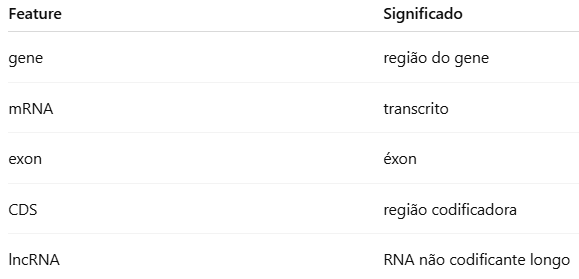 Feature Significado
gene região do gene
mRNA transcrito
exon éxon
CDS região codificadora
lncRNA RNA não codificante longo